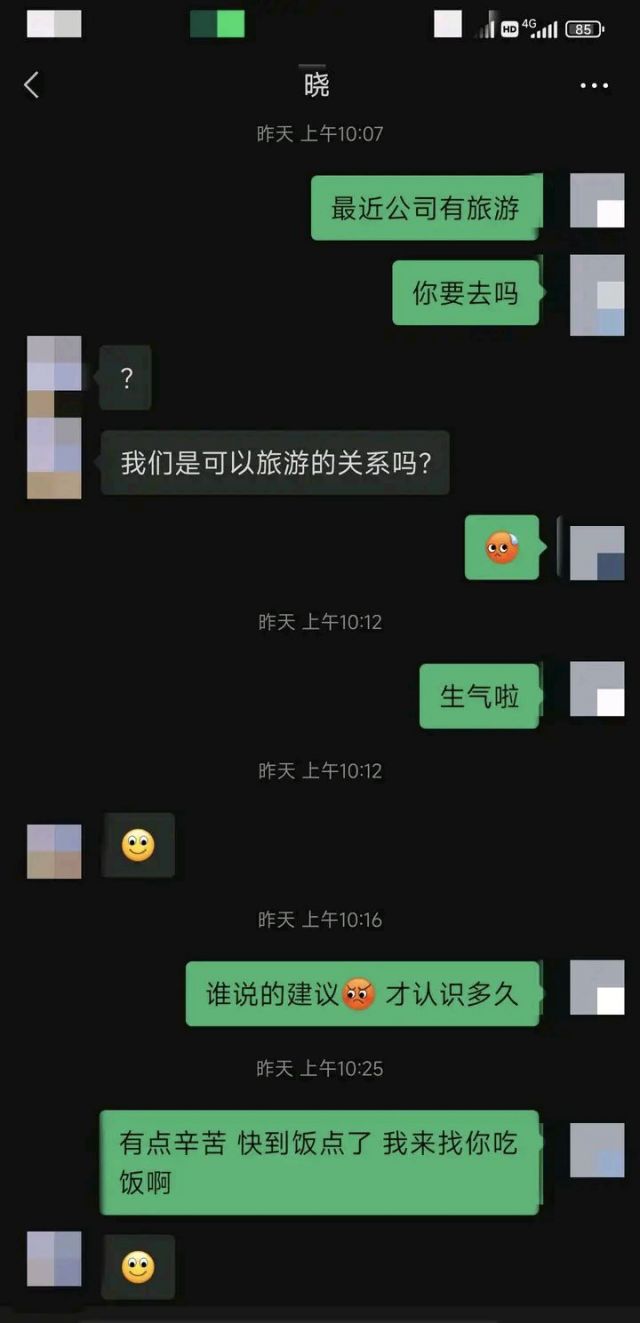 HD 4G 85
晓
昨天 上午10:07
最近公司有旅游
你要去吗
?
我们是可以旅游的关系吗?
昨天 上午10:12
生气啦
昨天 上午10:12
昨天 上午10:16
谁说的建议 才认识多久
昨天 上午10:25
有点辛苦 快到饭点了 我来找你吃
饭啊